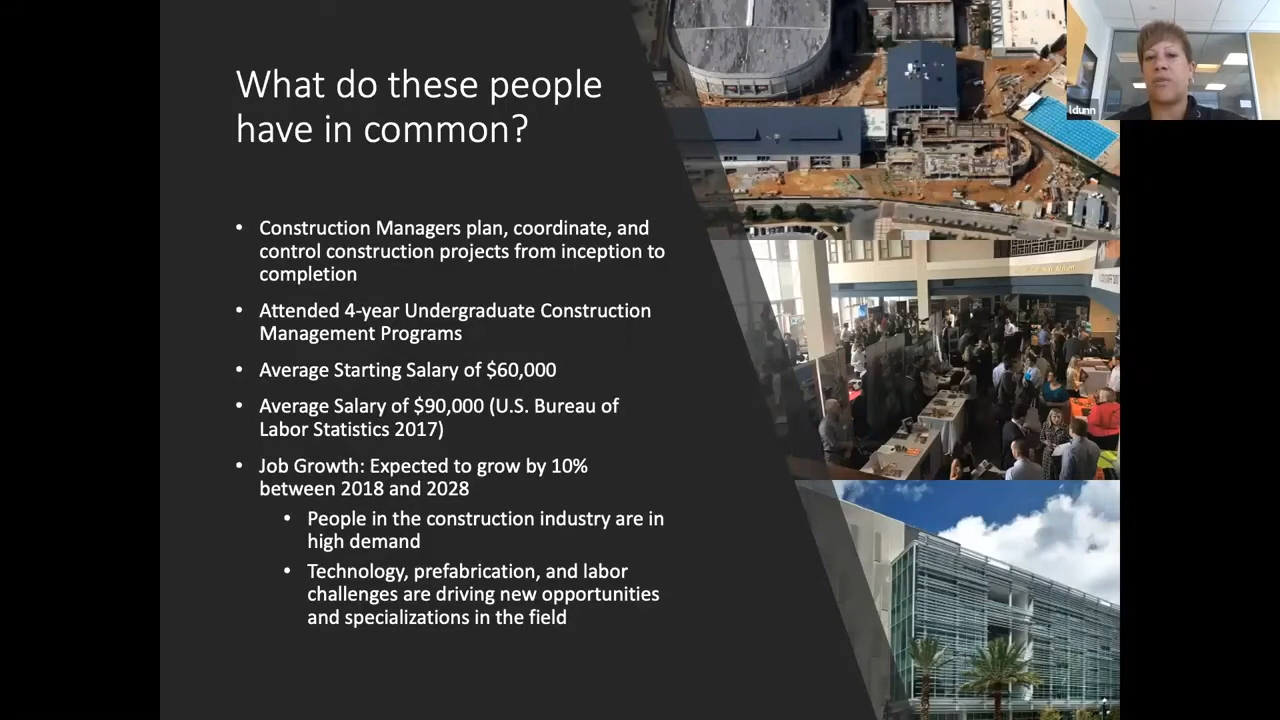 What do these people
have in common?
• Construction Managers plan, coordinate, and
control construction projects from inception to
completion
• Attended 4-year Undergraduate Construction
Management Programs
• Average Starting Salary of $60,000
• Average Salary of $90,000 (U.S. Bureau of
Labor Statistics 2017)
• Job Growth: Expected to grow by 10%
between 2018 and 2028
• People in the construction industry are in
high demand
• Technology, prefabrication, and labor
challenges are driving new opportunities
and specializations in the field
ldunn